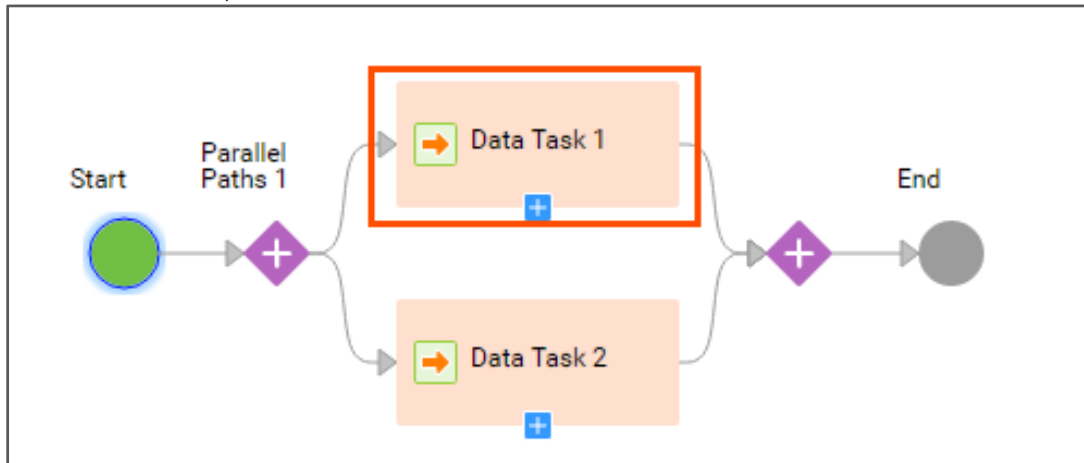 Start
Parallel
Paths 1
Data Task 1
Data Task 2
End